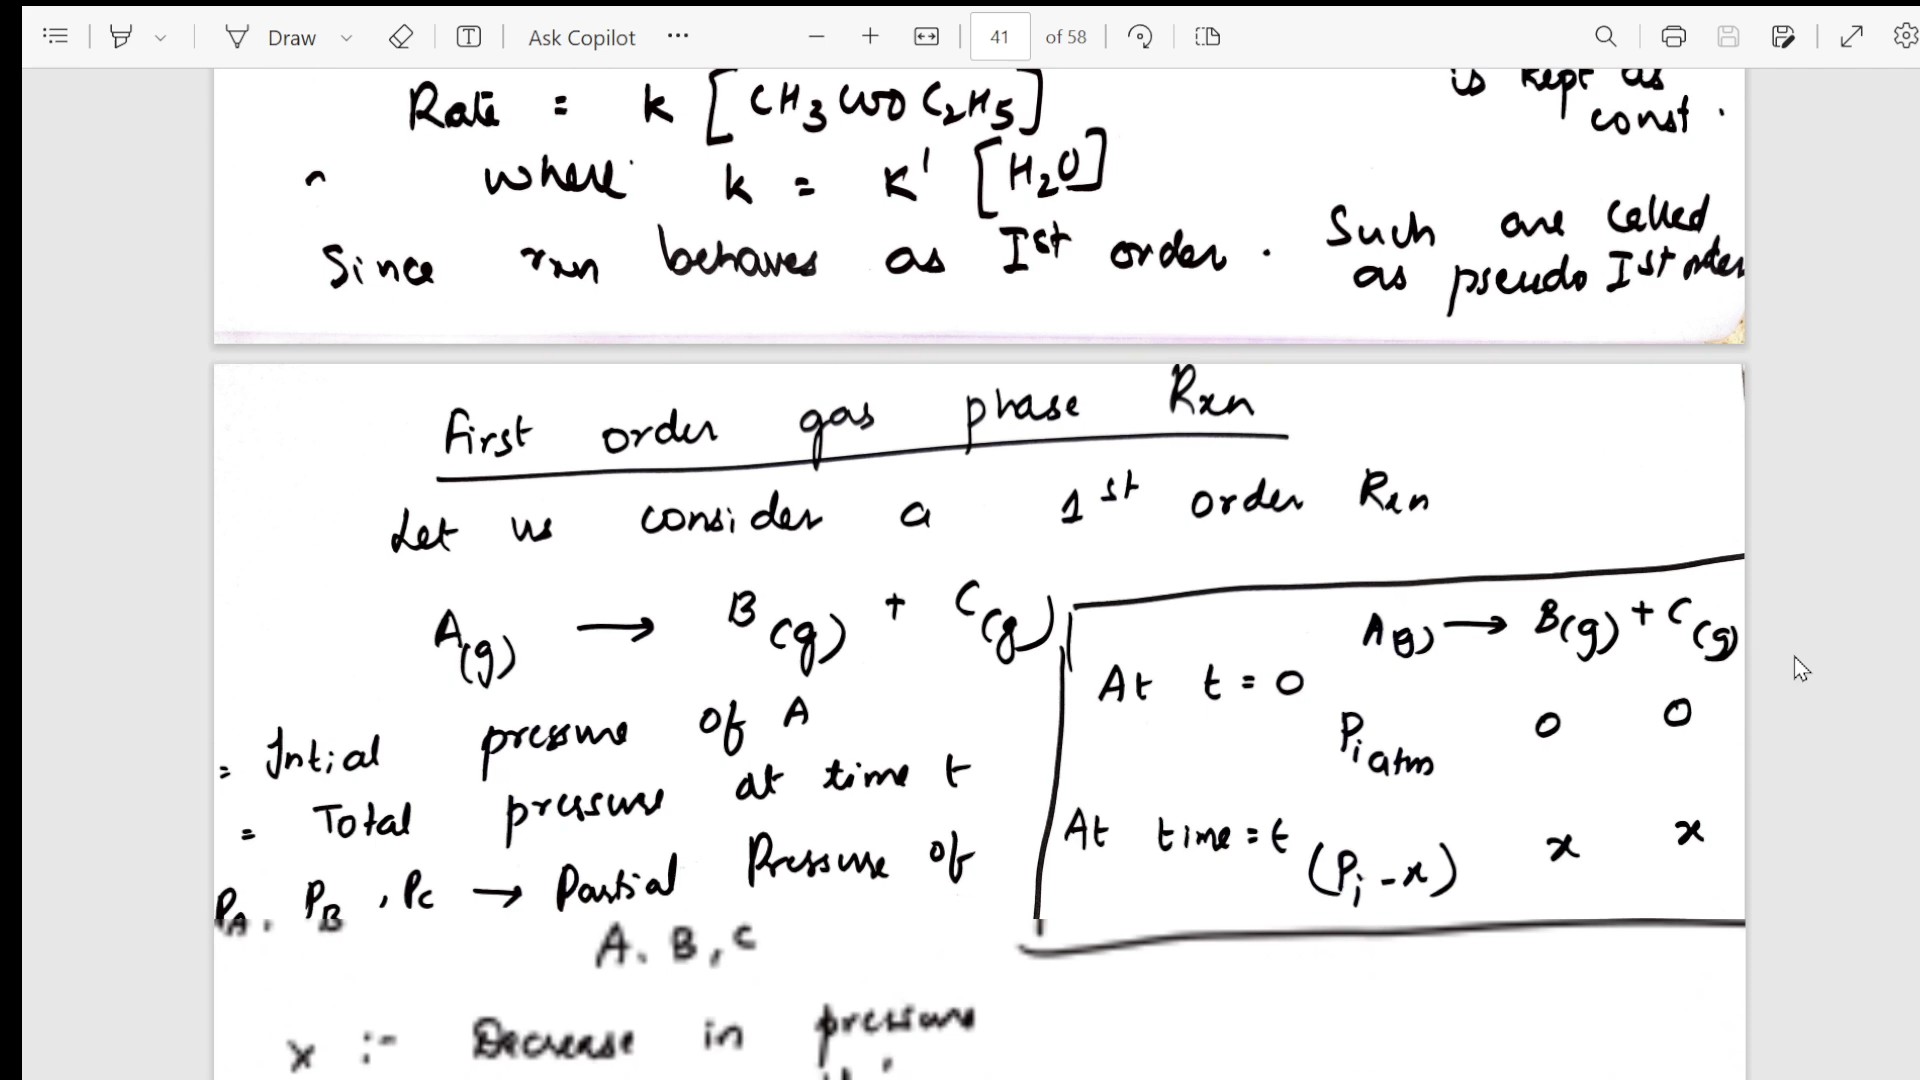 Draw
Ask Copilot
41 of 58
is kept as
const.
Rate = k [CH3COOC2H5]
where k = k' [H2O]
Since rxn behaves as Ist order. Such are called
as pseudo Ist order
First order gas phase Rxn
Let us consider a 1st order Rxn
A(g) → B(g) + C(g)
= Intial pressure of A
= Total pressure at time t
PA, PB, PC → Partial Pressure of
A, B, C
x :- Decrease in pressure
A(g) → B(g) + C(g)
At t = 0
Pi atm 0 0
At time = t (Pi - x) x x